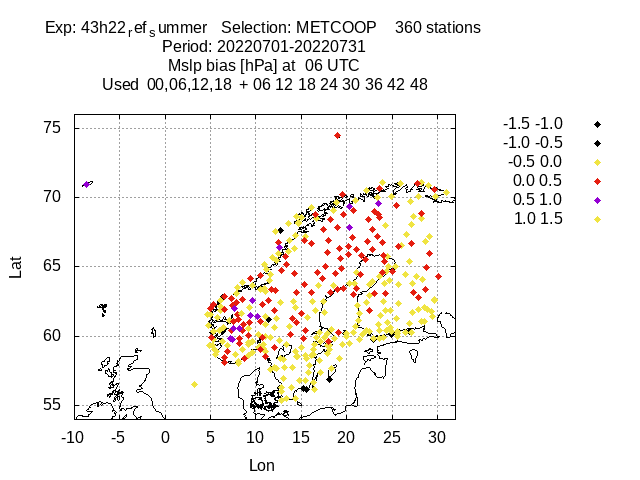 Exp: 43h22refsummer   Selection: METCOOP    360 stations
Period: 20220701-20220731
Mslp bias [hPa] at  06 UTC
Used  00,06,12,18  + 06 12 18 24 30 36 42 48
-1.5 -1.0
-1.0 -0.5
-0.5 0.0
0.0 0.5
0.5 1.0
1.0 1.5
75
70
65
60
55
Lat
-10 -5 0 5 10 15 20 25 30
Lon